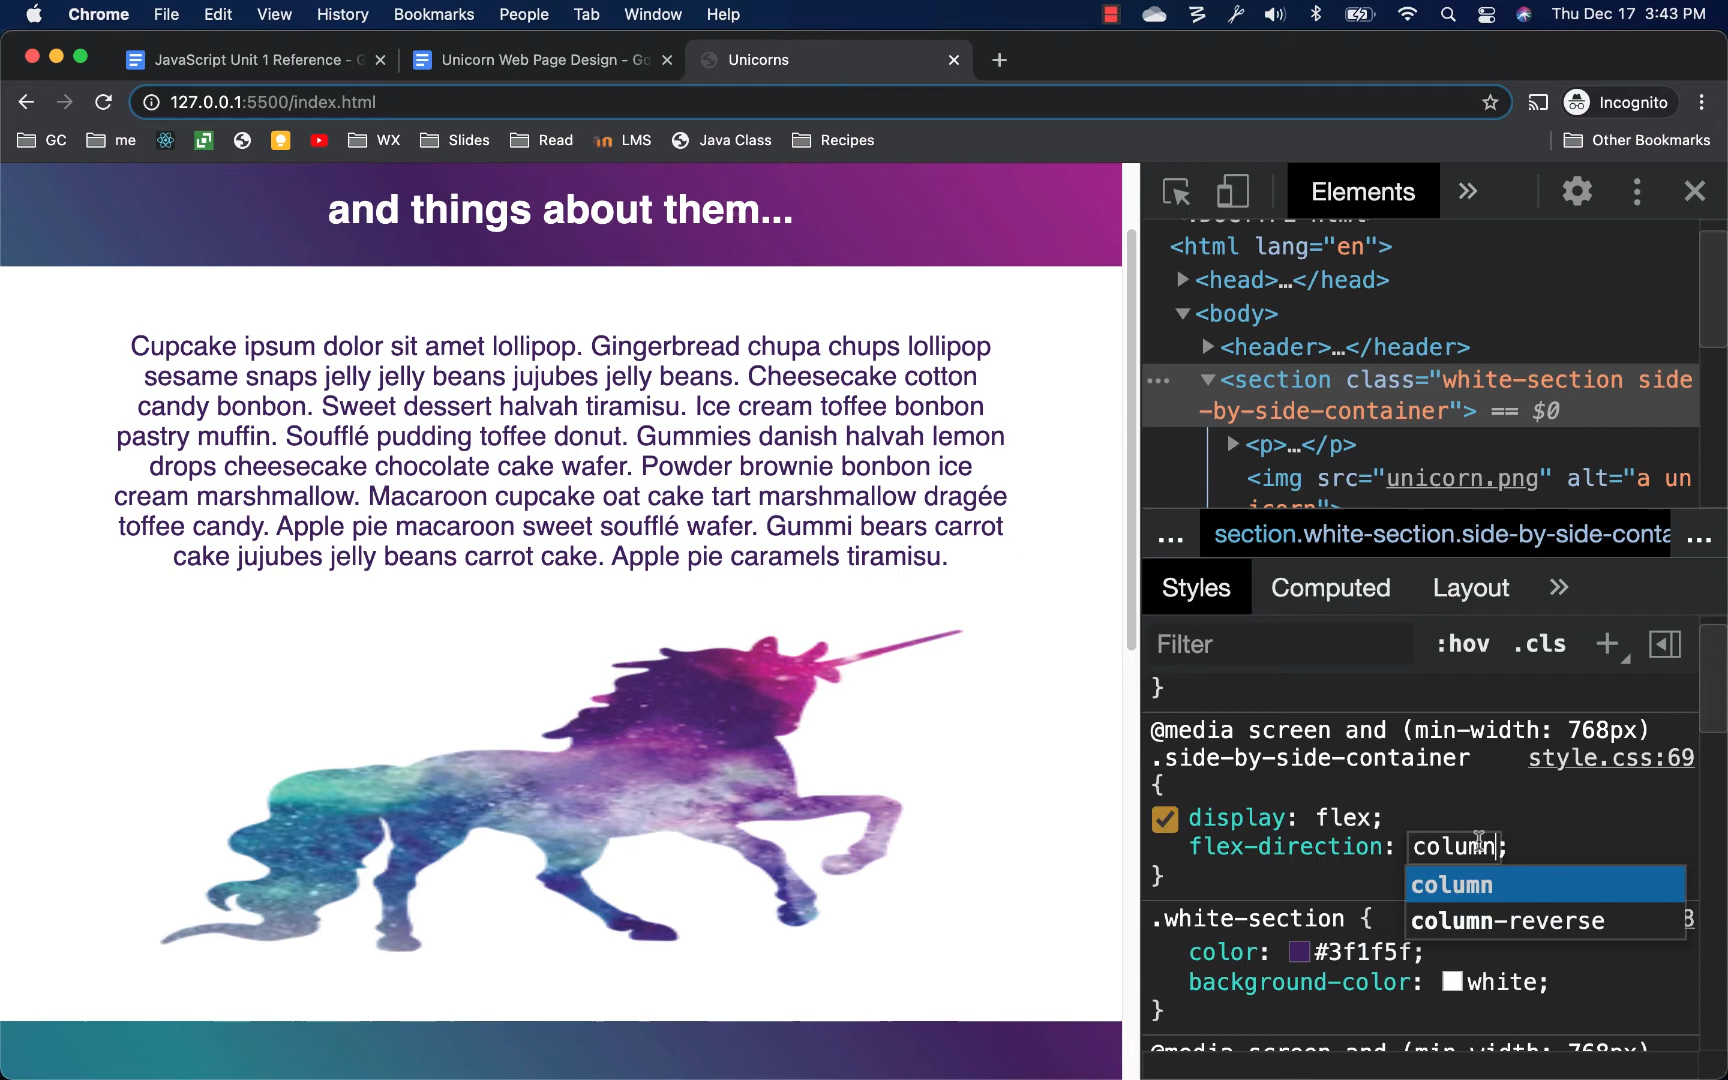 Chrome File Edit View History Bookmarks People Tab Window Help Thu Dec 17 3:43 PM
JavaScript Unit 1 Reference - G Unicorn Web Page Design - Go Unicorns
127.0.0.1:5500/index.html Incognito
GC me WX Slides Read LMS Java Class Recipes Other Bookmarks
and things about them...
Cupcake ipsum dolor sit amet lollipop. Gingerbread chupa chups lollipop
sesame snaps jelly jelly beans jujubes jelly beans. Cheesecake cotton
candy bonbon. Sweet dessert halvah tiramisu. Ice cream toffee bonbon
pastry muffin. Soufflé pudding toffee donut. Gummies danish halvah lemon
drops cheesecake chocolate cake wafer. Powder brownie bonbon ice
cream marshmallow. Macaroon cupcake oat cake tart marshmallow dragée
toffee candy. Apple pie macaroon sweet soufflé wafer. Gummi bears carrot
cake jujubes jelly beans carrot cake. Apple pie caramels tiramisu.
Elements »
<html lang="en">
<head>…</head>
<body>
<header>…</header>
<section class="white-section side
-by-side-container"> == $0
<p>…</p>
<img src="unicorn.png" alt="a un
icorn">
... section.white-section.side-by-side-conta ...
Styles Computed Layout »
Filter :hov .cls +
}
@media screen and (min-width: 768px)
.side-by-side-container style.css:69
{
display: flex;
flex-direction: column;
}
column
column-reverse
.white-section {
color: #3f1f5f;
background-color: white;
}
@media screen and (min-width: 768px)